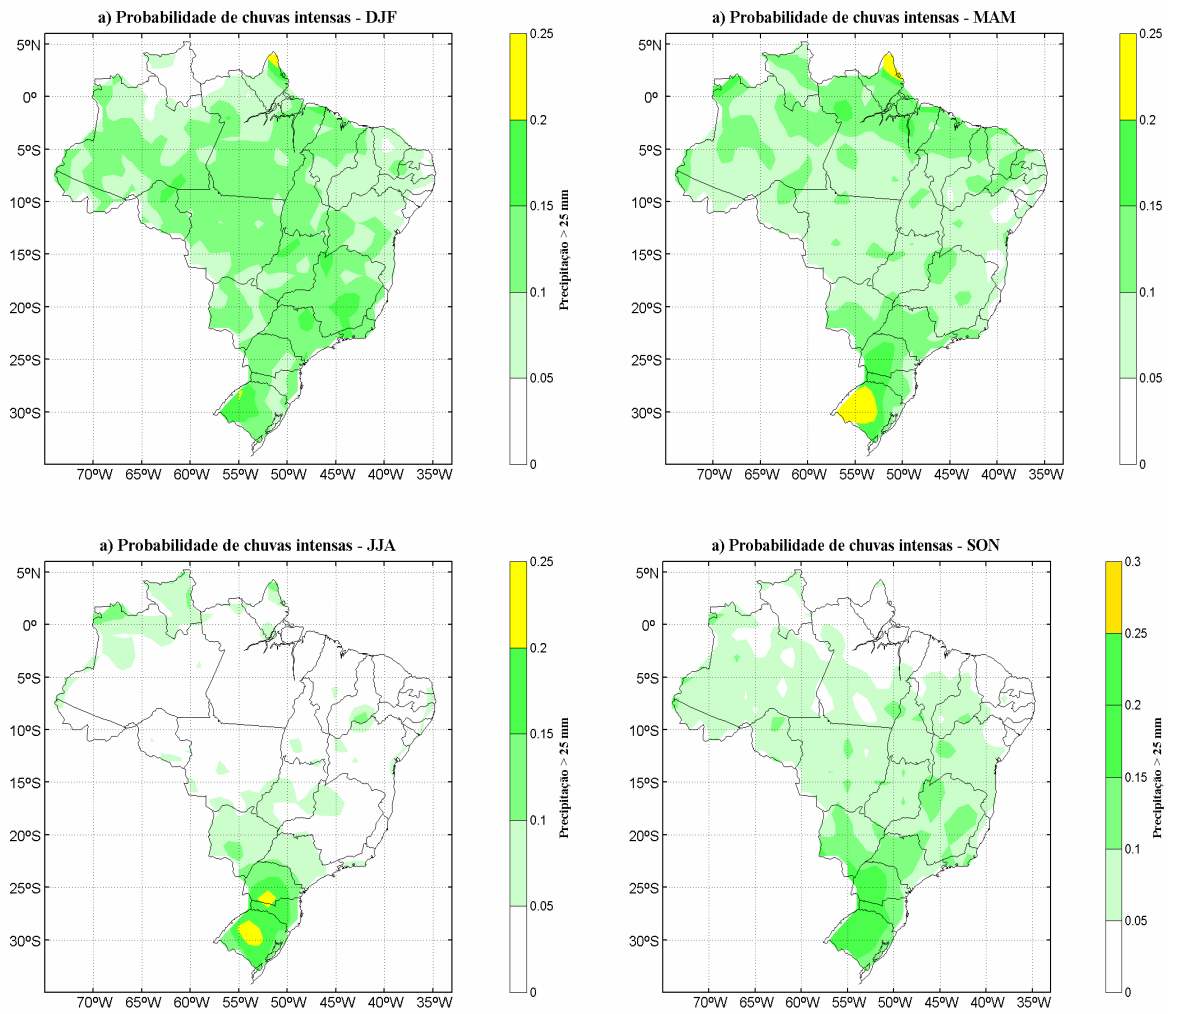 a) Probabilidade de chuvas intensas - DJF
5ºN
0º
5ºS
10ºS
15ºS
20ºS
25ºS
30ºS
70ºW 65ºW 60ºW 55ºW 50ºW 45ºW 40ºW 35ºW
0.25
0.2
0.15
0.1
0.05
0
Precipitação > 25 mm
a) Probabilidade de chuvas intensas - MAM
5ºN
0º
5ºS
10ºS
15ºS
20ºS
25ºS
30ºS
70ºW 65ºW 60ºW 55ºW 50ºW 45ºW 40ºW 35ºW
0.25
0.2
0.15
0.1
0.05
0
a) Probabilidade de chuvas intensas - JJA
5ºN
0º
5ºS
10ºS
15ºS
20ºS
25ºS
30ºS
70ºW 65ºW 60ºW 55ºW 50ºW 45ºW 40ºW 35ºW
0.25
0.2
0.15
0.1
0.05
0
Precipitação > 25 mm
a) Probabilidade de chuvas intensas - SON
5ºN
0º
5ºS
10ºS
15ºS
20ºS
25ºS
30ºS
70ºW 65ºW 60ºW 55ºW 50ºW 45ºW 40ºW 35ºW
0.3
0.25
0.2
0.15
0.1
0.05
0
Precipitação > 25 mm